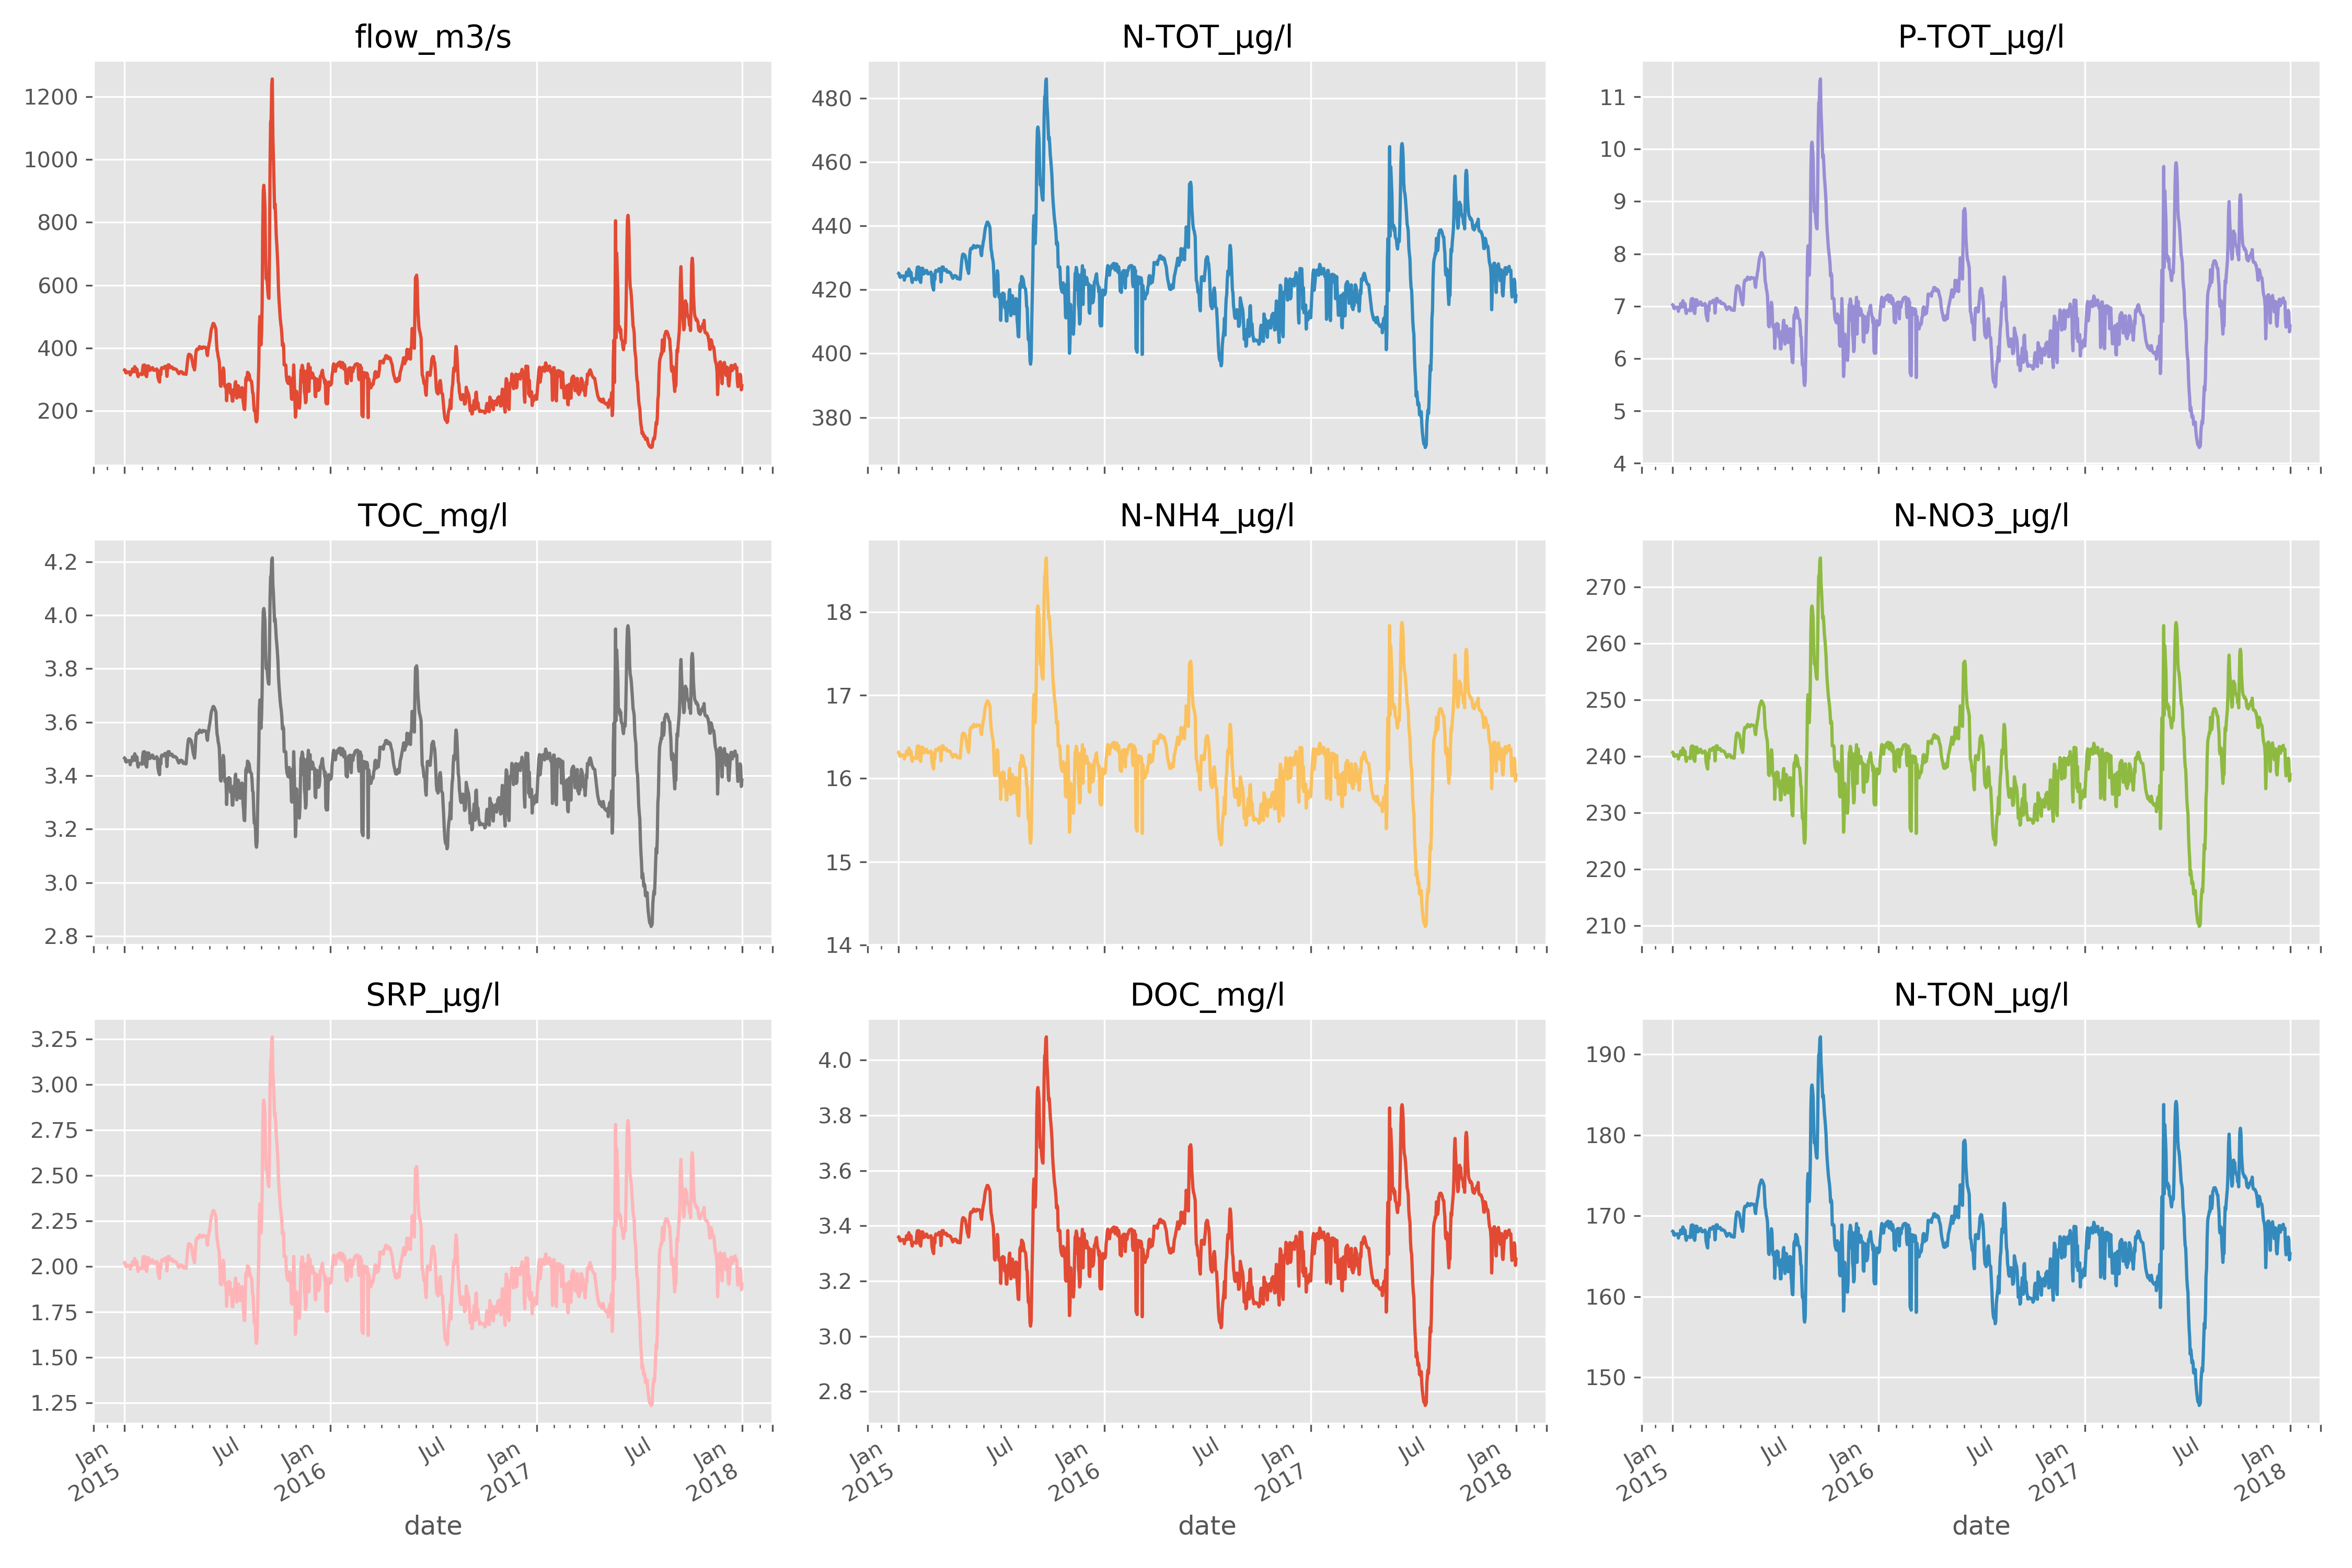 flow_m3/s
1200
1000
800
600
400
200
N-TOT_µg/l
480
460
440
420
400
380
P-TOT_µg/l
11
10
9
8
7
6
5
4
TOC_mg/l
4.2
4.0
3.8
3.6
3.4
3.2
3.0
2.8
N-NH4_µg/l
18
17
16
15
14
N-NO3_µg/l
270
260
250
240
230
220
210
SRP_µg/l
3.25
3.00
2.75
2.50
2.25
2.00
1.75
1.50
1.25
Jan
2015
Jul
Jan
2016
Jul
Jan
2017
Jul
Jan
2018
date
DOC_mg/l
4.0
3.8
3.6
3.4
3.2
3.0
2.8
Jan
2015
Jul
Jan
2016
Jul
Jan
2017
Jul
Jan
2018
date
N-TON_µg/l
190
180
170
160
150
Jan
2015
Jul
Jan
2016
Jul
Jan
2017
Jul
Jan
2018
date